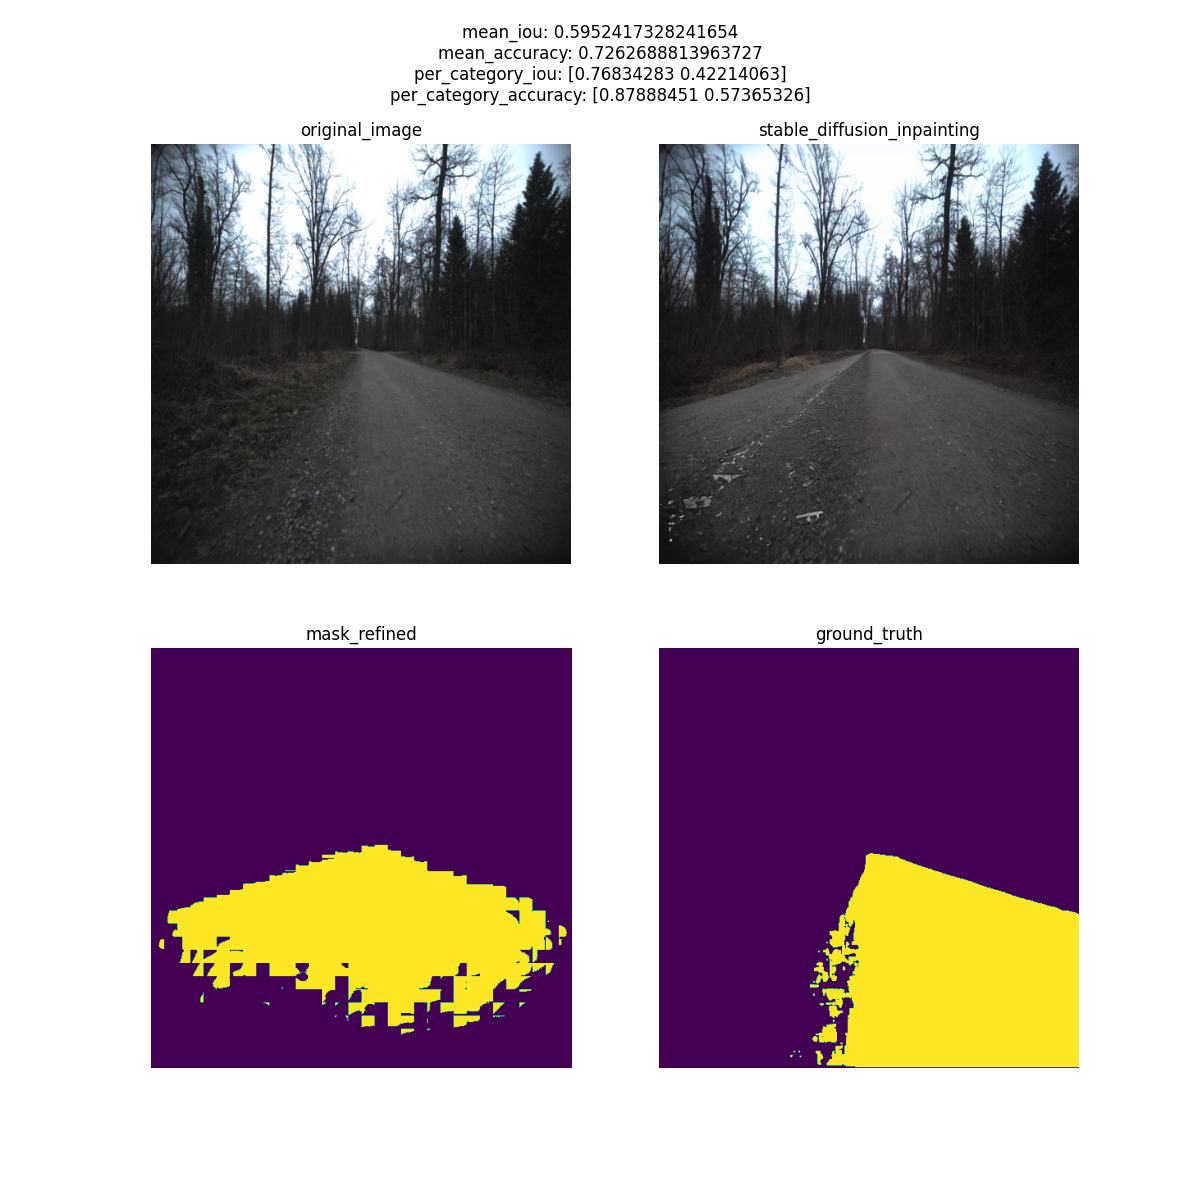 mean_iou: 0.5952417328241654
mean_accuracy: 0.7262688813963727
per_category_iou: [0.76834283 0.42214063]
per_category_accuracy: [0.87888451 0.57365326]
original_image
stable_diffusion_inpainting
mask_refined
ground_truth